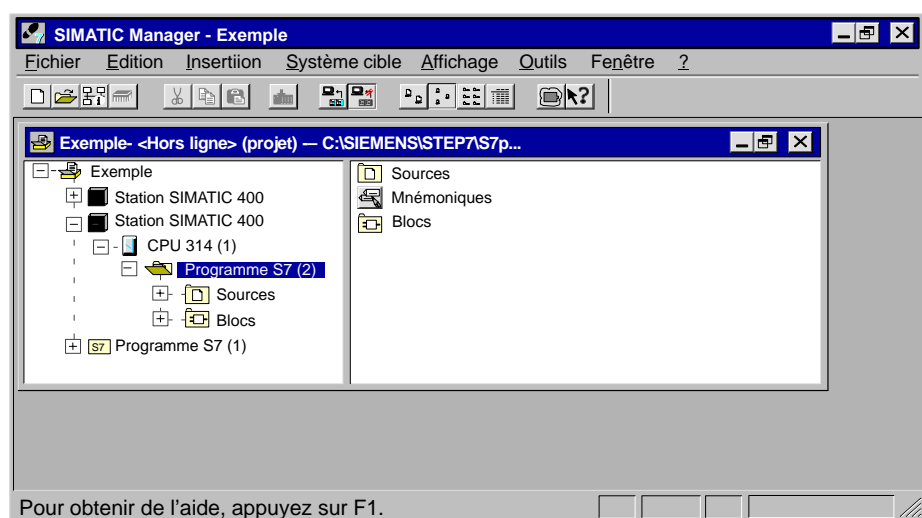 SIMATIC Manager - Exemple
Fichier Edition Insertiion Système cible Affichage Outils Fenêtre ?
Exemple- <Hors ligne> (projet) — C:\SIEMENS\STEP7\S7p...
Exemple
Station SIMATIC 400
Station SIMATIC 400
CPU 314 (1)
Programme S7 (2)
Sources
Blocs
S7 Programme S7 (1)
Sources
Mnémoniques
Blocs
Pour obtenir de l'aide, appuyez sur F1.